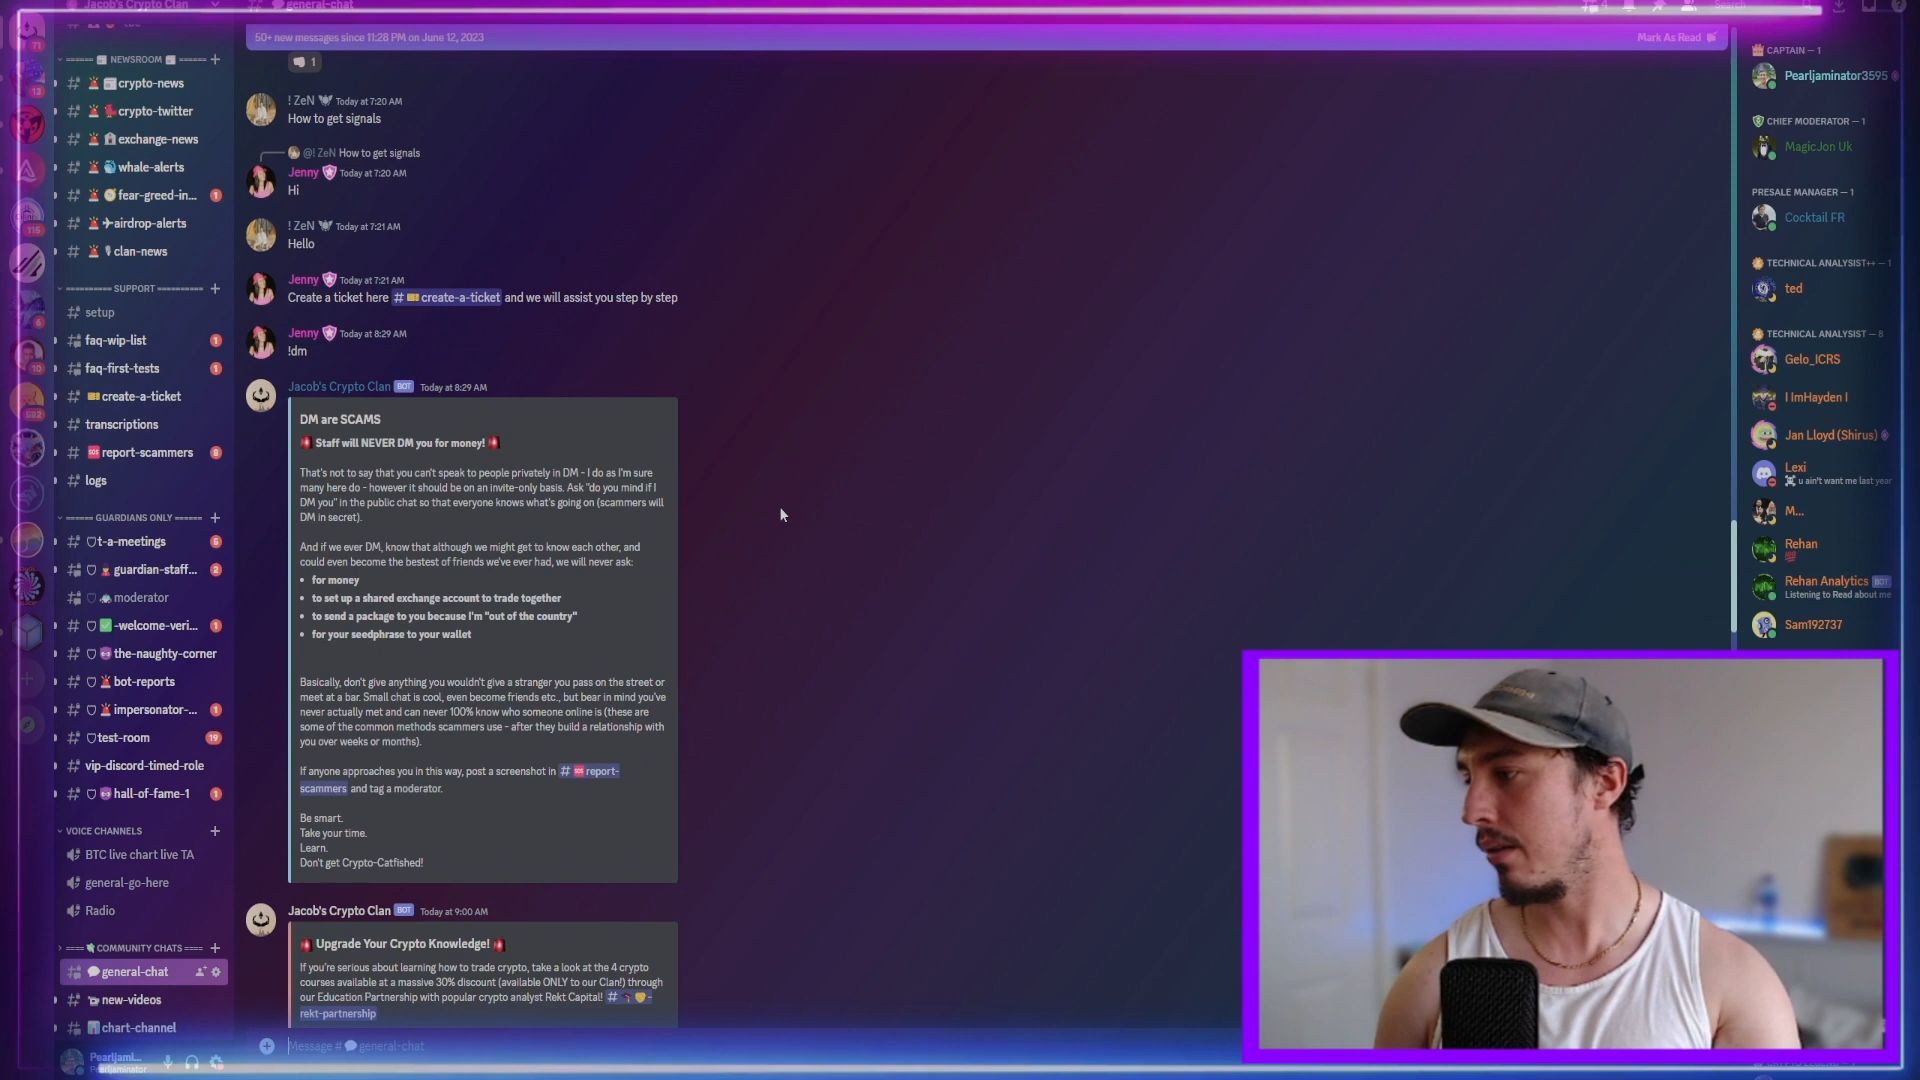 Jacob's Crypto Clan
general-chat
Search
50+ new messages since 11:28 PM on June 12, 2023
Mark As Read
1
NEWSROOM
crypto-news
crypto-twitter
exchange-news
whale-alerts
fear-greed-in...
1
airdrop-alerts
clan-news
SUPPORT
setup
faq-wip-list
1
faq-first-tests
1
create-a-ticket
transcriptions
report-scammers
8
logs
GUARDIANS ONLY
t-a-meetings
5
guardian-staff...
2
moderator
-welcome-veri...
1
the-naughty-corner
bot-reports
impersonator-...
1
test-room
19
vip-discord-timed-role
hall-of-fame-1
1
VOICE CHANNELS
BTC live chart live TA
general-go-here
Radio
COMMUNITY CHATS
general-chat
new-videos
chart-channel
Pearljami...
Pearljaminator
! ZeN Today at 7:20 AM
How to get signals
@! ZeN How to get signals
Jenny Today at 7:20 AM
Hi
! ZeN Today at 7:21 AM
Hello
Jenny Today at 7:21 AM
Create a ticket here # create-a-ticket and we will assist you step by step
Jenny Today at 8:29 AM
!dm
Jacob's Crypto Clan BOT Today at 8:29 AM
DM are SCAMS
Staff will NEVER DM you for money!
That's not to say that you can't speak to people privately in DM - I do as I'm sure
many here do - however it should be on an invite-only basis. Ask "do you mind if I
DM you" in the public chat so that everyone knows what's going on (scammers will
DM in secret).
And if we ever DM, know that although we might get to know each other, and
could even become the bestest of friends we've ever had, we will never ask:
• for money
• to set up a shared exchange account to trade together
• to send a package to you because I'm "out of the country"
• for your seedphrase to your wallet
Basically, don't give anything you wouldn't give a stranger you pass on the street or
meet at a bar. Small chat is cool, even become friends etc., but bear in mind you've
never actually met and can never 100% know who someone online is (these are
some of the common methods scammers use - after they build a relationship with
you over weeks or months).
If anyone approaches you in this way, post a screenshot in # report-
scammers and tag a moderator.
Be smart.
Take your time.
Learn.
Don't get Crypto-Catfished!
Jacob's Crypto Clan BOT Today at 9:00 AM
Upgrade Your Crypto Knowledge!
If you're serious about learning how to trade crypto, take a look at the 4 crypto
courses available at a massive 30% discount (available ONLY to our Clan!) through
our Education Partnership with popular crypto analyst Rekt Capital! # -
rekt-partnership
Message # general-chat
CAPTAIN — 1
Pearljaminator3595
CHIEF MODERATOR — 1
MagicJon Uk
PRESALE MANAGER — 1
Cocktail FR
TECHNICAL ANALYSIST++ — 1
ted
TECHNICAL ANALYSIST — 8
Gelo_ICRS
I ImHayden I
Jan Lloyd (Shirus)
Lexi
u ain't want me last year
M...
Rehan
Rehan Analytics BOT
Listening to Read about me
Sam192737